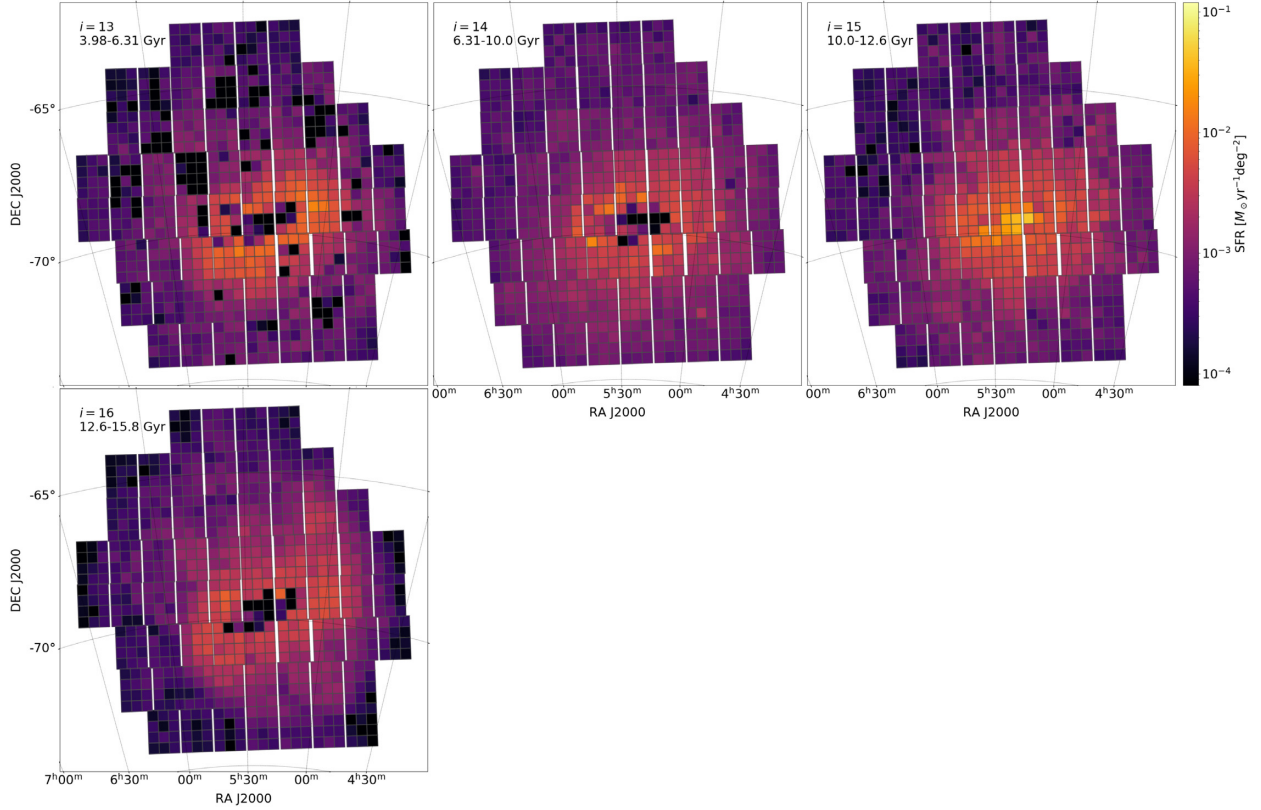 i = 13
3.98-6.31 Gyr
i = 14
6.31-10.0 Gyr
i = 15
10.0-12.6 Gyr
10⁻¹
10⁻²
10⁻³
10⁻⁴
SFR [M⊙yr⁻¹deg⁻²]
-65°
-70°
DEC J2000
00ᵐ 6ʰ30ᵐ 00ᵐ 5ʰ30ᵐ 00ᵐ 4ʰ30ᵐ
RA J2000
00ᵐ 6ʰ30ᵐ 00ᵐ 5ʰ30ᵐ 00ᵐ 4ʰ30ᵐ
RA J2000
i = 16
12.6-15.8 Gyr
-65°
-70°
DEC J2000
7ʰ00ᵐ 6ʰ30ᵐ 00ᵐ 5ʰ30ᵐ 00ᵐ 4ʰ30ᵐ
RA J2000